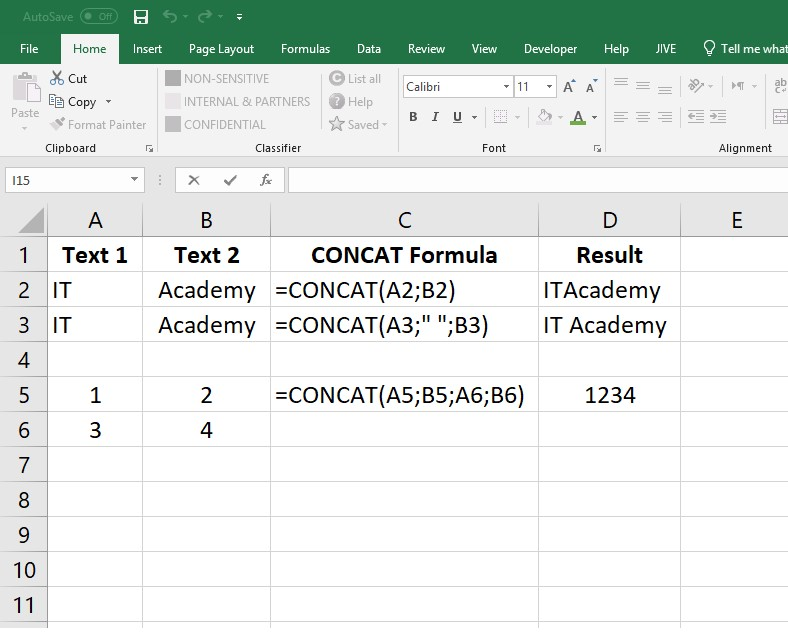 AutoSave Off
File Home Insert Page Layout Formulas Data Review View Developer Help JIVE Tell me what
Paste
Cut
Copy
Format Painter
Clipboard
NON-SENSITIVE
INTERNAL & PARTNERS
CONFIDENTIAL
Classifier
List all
Help
Saved
Calibri 11 A A
B I U A
Font
ab
Alignment
I15 fx
A B C D E
1 Text 1 Text 2 CONCAT Formula Result
2 IT Academy =CONCAT(A2;B2) ITAcademy
3 IT Academy =CONCAT(A3;" ";B3) IT Academy
4
5 1 2 =CONCAT(A5;B5;A6;B6) 1234
6 3 4
7
8
9
10
11